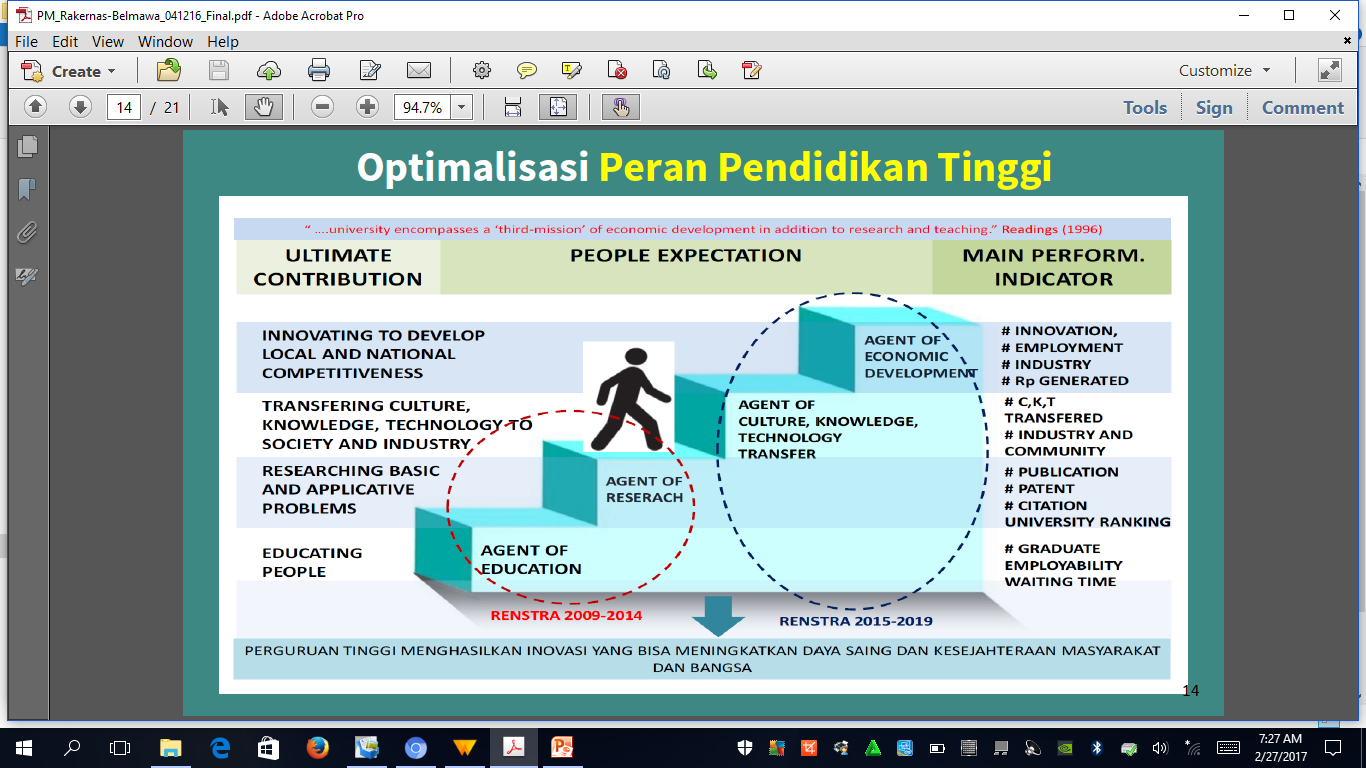 PM_Rakernas-Belmawa_041216_Final.pdf - Adobe Acrobat Pro
File Edit View Window Help
Create
Customize
14 / 21
94.7%
Tools Sign Comment
Optimalisasi Peran Pendidikan Tinggi
" ....university encompasses a 'third-mission' of economic development in addition to research and teaching." Readings (1996)
ULTIMATE
CONTRIBUTION
PEOPLE EXPECTATION
MAIN PERFORM.
INDICATOR
INNOVATING TO DEVELOP
LOCAL AND NATIONAL
COMPETITIVENESS
AGENT OF
ECONOMIC
DEVELOPMENT
# INNOVATION,
# EMPLOYMENT
# INDUSTRY
# Rp GENERATED
TRANSFERING CULTURE,
KNOWLEDGE, TECHNOLOGY TO
SOCIETY AND INDUSTRY
AGENT OF
CULTURE, KNOWLEDGE,
TECHNOLOGY
TRANSFER
# C,K,T
TRANSFERED
# INDUSTRY AND
COMMUNITY
RESEARCHING BASIC
AND APPLICATIVE
PROBLEMS
AGENT OF
RESERACH
# PUBLICATION
# PATENT
# CITATION
UNIVERSITY RANKING
EDUCATING
PEOPLE
AGENT OF
EDUCATION
# GRADUATE
EMPLOYABILITY
WAITING TIME
RENSTRA 2009-2014
RENSTRA 2015-2019
PERGURUAN TINGGI MENGHASILKAN INOVASI YANG BISA MENINGKATKAN DAYA SAING DAN KESEJAHTERAAN MASYARAKAT
DAN BANGSA
14
7:27 AM
2/27/2017